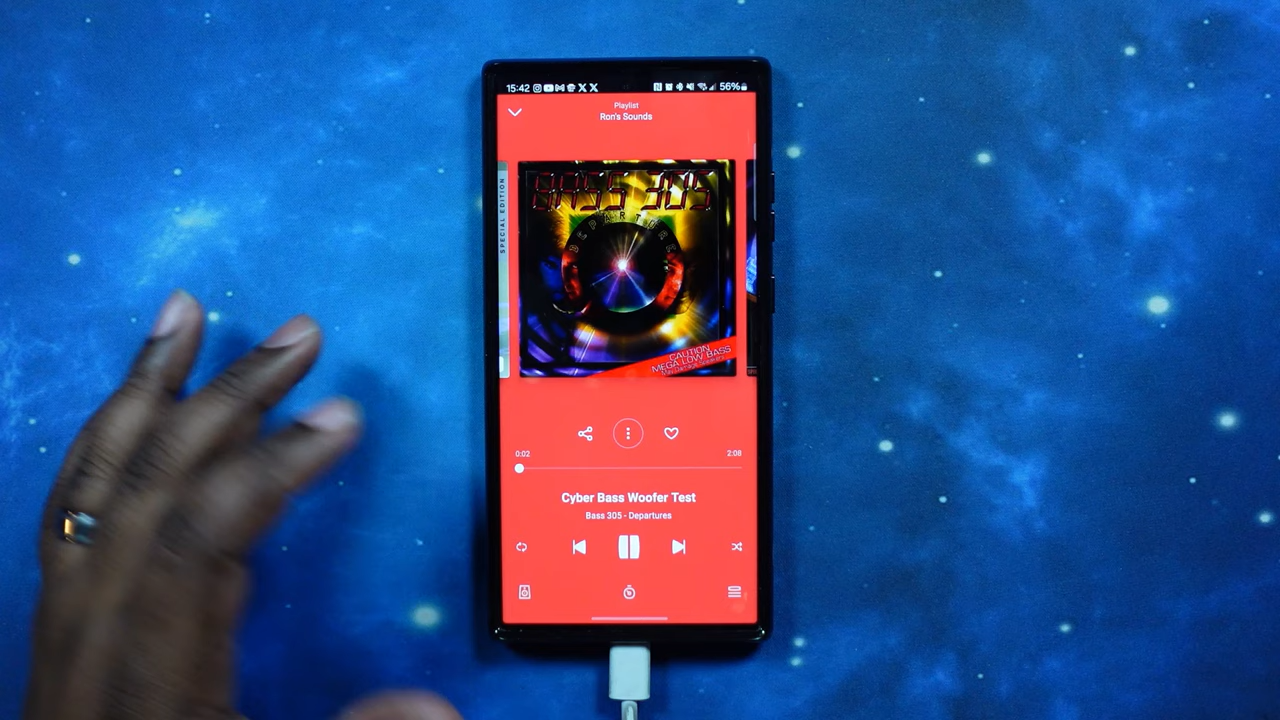 15:42
56%
Playlist
Ron's Sounds
SPECIAL EDITION
BASS 305
DEPARTURES
CAUTION
MEGA LOW BASS
0:02
2:08
Cyber Bass Woofer Test
Bass 305 - Departures